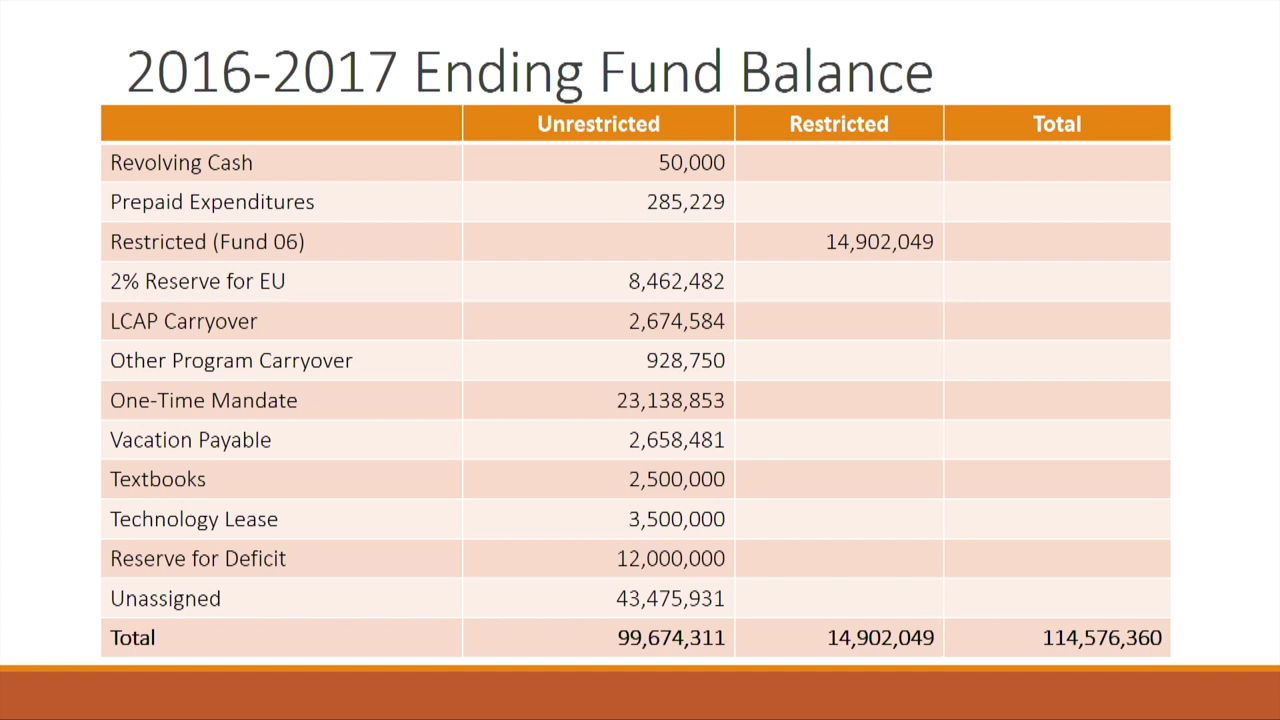 2016-2017 Ending Fund Balance
Unrestricted Restricted Total
Revolving Cash 50,000
Prepaid Expenditures 285,229
Restricted (Fund 06) 14,902,049
2% Reserve for EU 8,462,482
LCAP Carryover 2,674,584
Other Program Carryover 928,750
One-Time Mandate 23,138,853
Vacation Payable 2,658,481
Textbooks 2,500,000
Technology Lease 3,500,000
Reserve for Deficit 12,000,000
Unassigned 43,475,931
Total 99,674,311 14,902,049 114,576,360